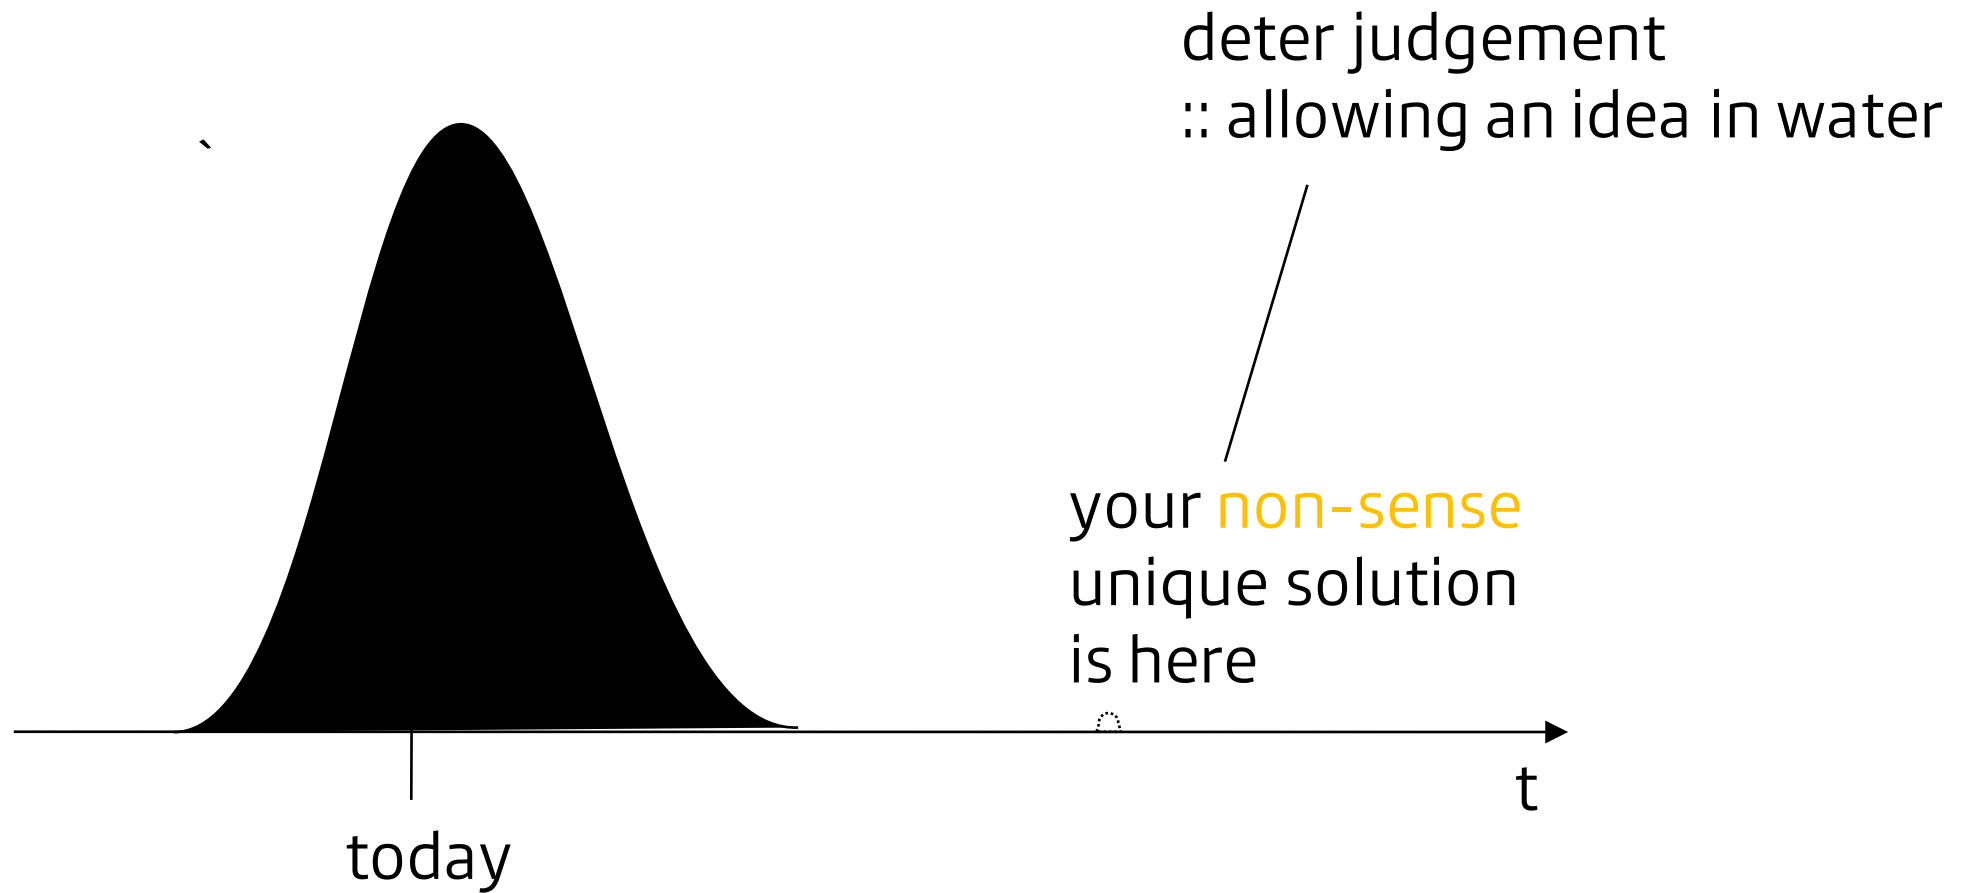 deter judgement
:: allowing an idea in water
`
your non-sense
unique solution
is here
t
today